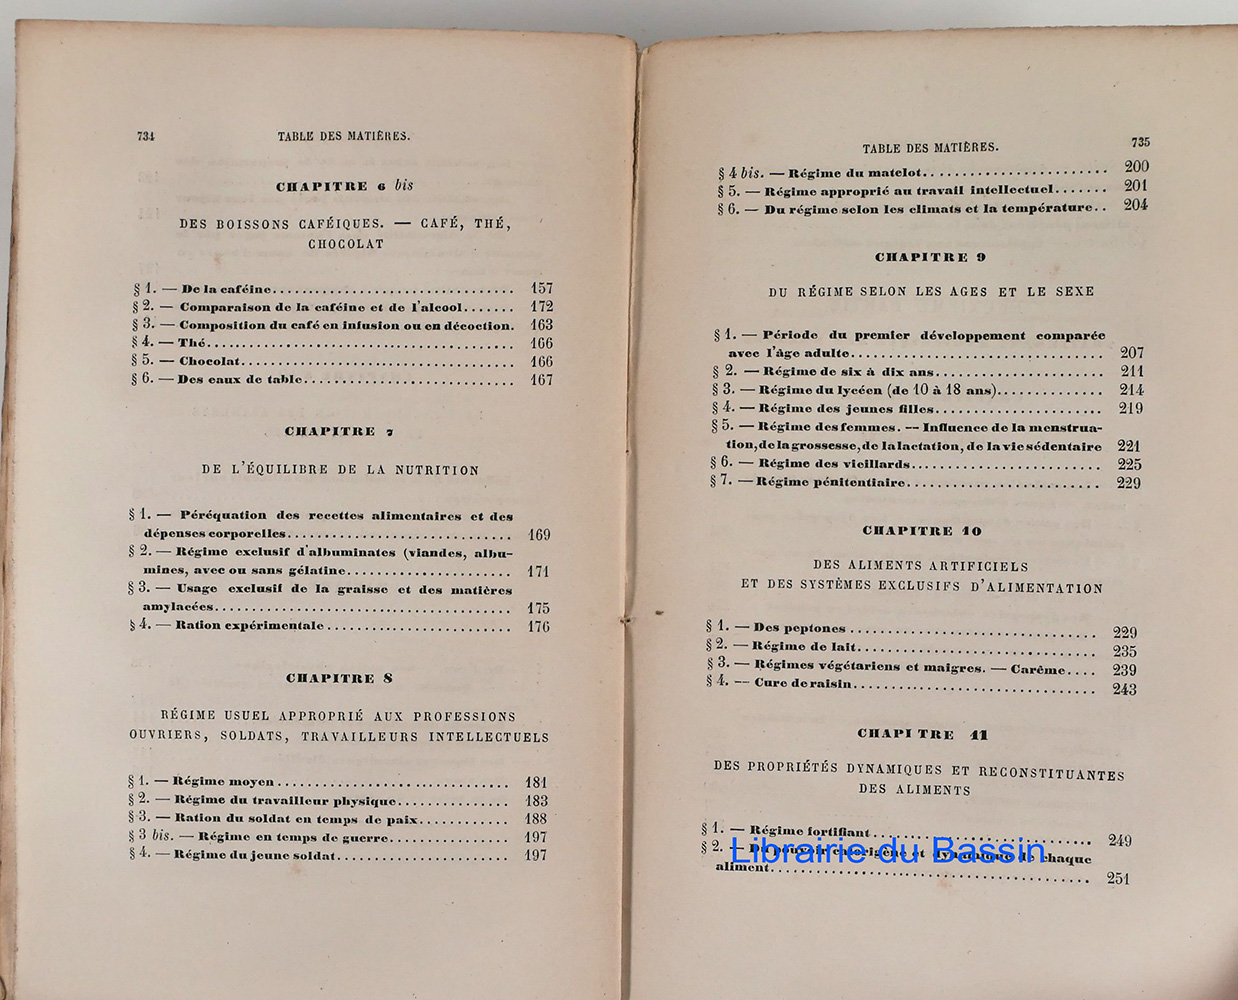 734
TABLE DES MATIÈRES.
CHAPITRE 6 bis
DES BOISSONS CAFÉIQUES. — CAFÉ, THÉ,
CHOCOLAT
§ 1. — De la caféine.................................. 157
§ 2. — Comparaison de la caféine et de l'alcool....... 172
§ 3. — Composition du café en infusion ou en décoction. 163
§ 4. — Thé.......................................... 166
§ 5. — Chocolat..................................... 166
§ 6. — Des eaux de table............................ 167
CHAPITRE 7
DE L'ÉQUILIBRE DE LA NUTRITION
§ 1. — Péréquation des recettes alimentaires et des
dépenses corporelles............................. 169
§ 2. — Régime exclusif d'albuminates (viandes, albu-
mines, avec ou sans gélatine...................... 171
§ 3. — Usage exclusif de la graisse et des matières
amylacées....................................... 175
§ 4. — Ration expérimentale......................... 176
CHAPITRE 8
RÉGIME USUEL APPROPRIÉ AUX PROFESSIONS
OUVRIERS, SOLDATS, TRAVAILLEURS INTELLECTUELS
§ 1. — Régime moyen................................ 181
§ 2. — Régime du travailleur physique............... 183
§ 3. — Ration du soldat en temps de paix............ 188
§ 3 bis. — Régime en temps de guerre................ 197
§ 4. — Régime du jeune soldat....................... 197
735
TABLE DES MATIÈRES.
§ 4 bis. — Régime du matelot........................ 200
§ 5. — Régime approprié au travail intellectuel....... 201
§ 6. — Du régime selon les climats et la température.. 204
CHAPITRE 9
DU RÉGIME SELON LES AGES ET LE SEXE
§ 1. — Période du premier développement comparée
avec l'âge adulte................................. 207
§ 2. — Régime de six à dix ans...................... 211
§ 3. — Régime du lycéen (de 10 à 18 ans)............. 214
§ 4. — Régime des jeunes filles...................... 219
§ 5. — Régime des femmes. — Influence de la menstrua-
tion, de la grossesse, de la lactation, de la vie sédentaire 221
§ 6. — Régime des vieillards......................... 225
§ 7. — Régime pénitentiaire.......................... 229
CHAPITRE 10
DES ALIMENTS ARTIFICIELS
ET DES SYSTÈMES EXCLUSIFS D'ALIMENTATION
§ 1. — Des peptones ................................ 229
§ 2. — Régime de lait............................... 235
§ 3. — Régimes végétariens et maigres. — Carême.... 239
§ 4. — Cure de raisin............................... 243
CHAPITRE 11
DES PROPRIÉTÉS DYNAMIQUES ET RECONSTITUANTES
DES ALIMENTS
§ 1. — Régime fortifiant............................. 249
§ 2. — Du pouvoir calorigène et dynamique de chaque
aliment......................................... 251
Librairie du Bassin